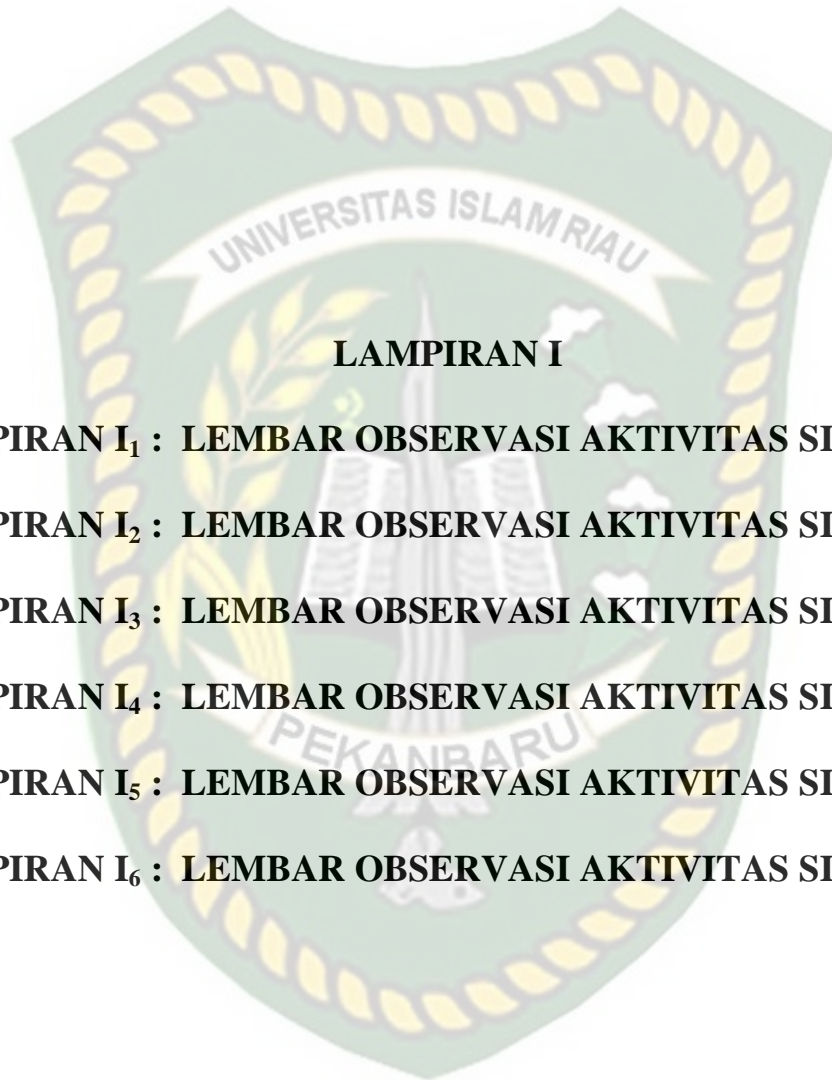 UNIVERSITAS ISLAM RIAU
LAMPIRAN I
PIRAN I₁ : LEMBAR OBSERVASI AKTIVITAS SI
PIRAN I₂ : LEMBAR OBSERVASI AKTIVITAS SI
PIRAN I₃ : LEMBAR OBSERVASI AKTIVITAS SI
PIRAN I₄ : LEMBAR OBSERVASI AKTIVITAS SI
PEKANBARU
PIRAN I₅ : LEMBAR OBSERVASI AKTIVITAS SI
PIRAN I₆ : LEMBAR OBSERVASI AKTIVITAS SI